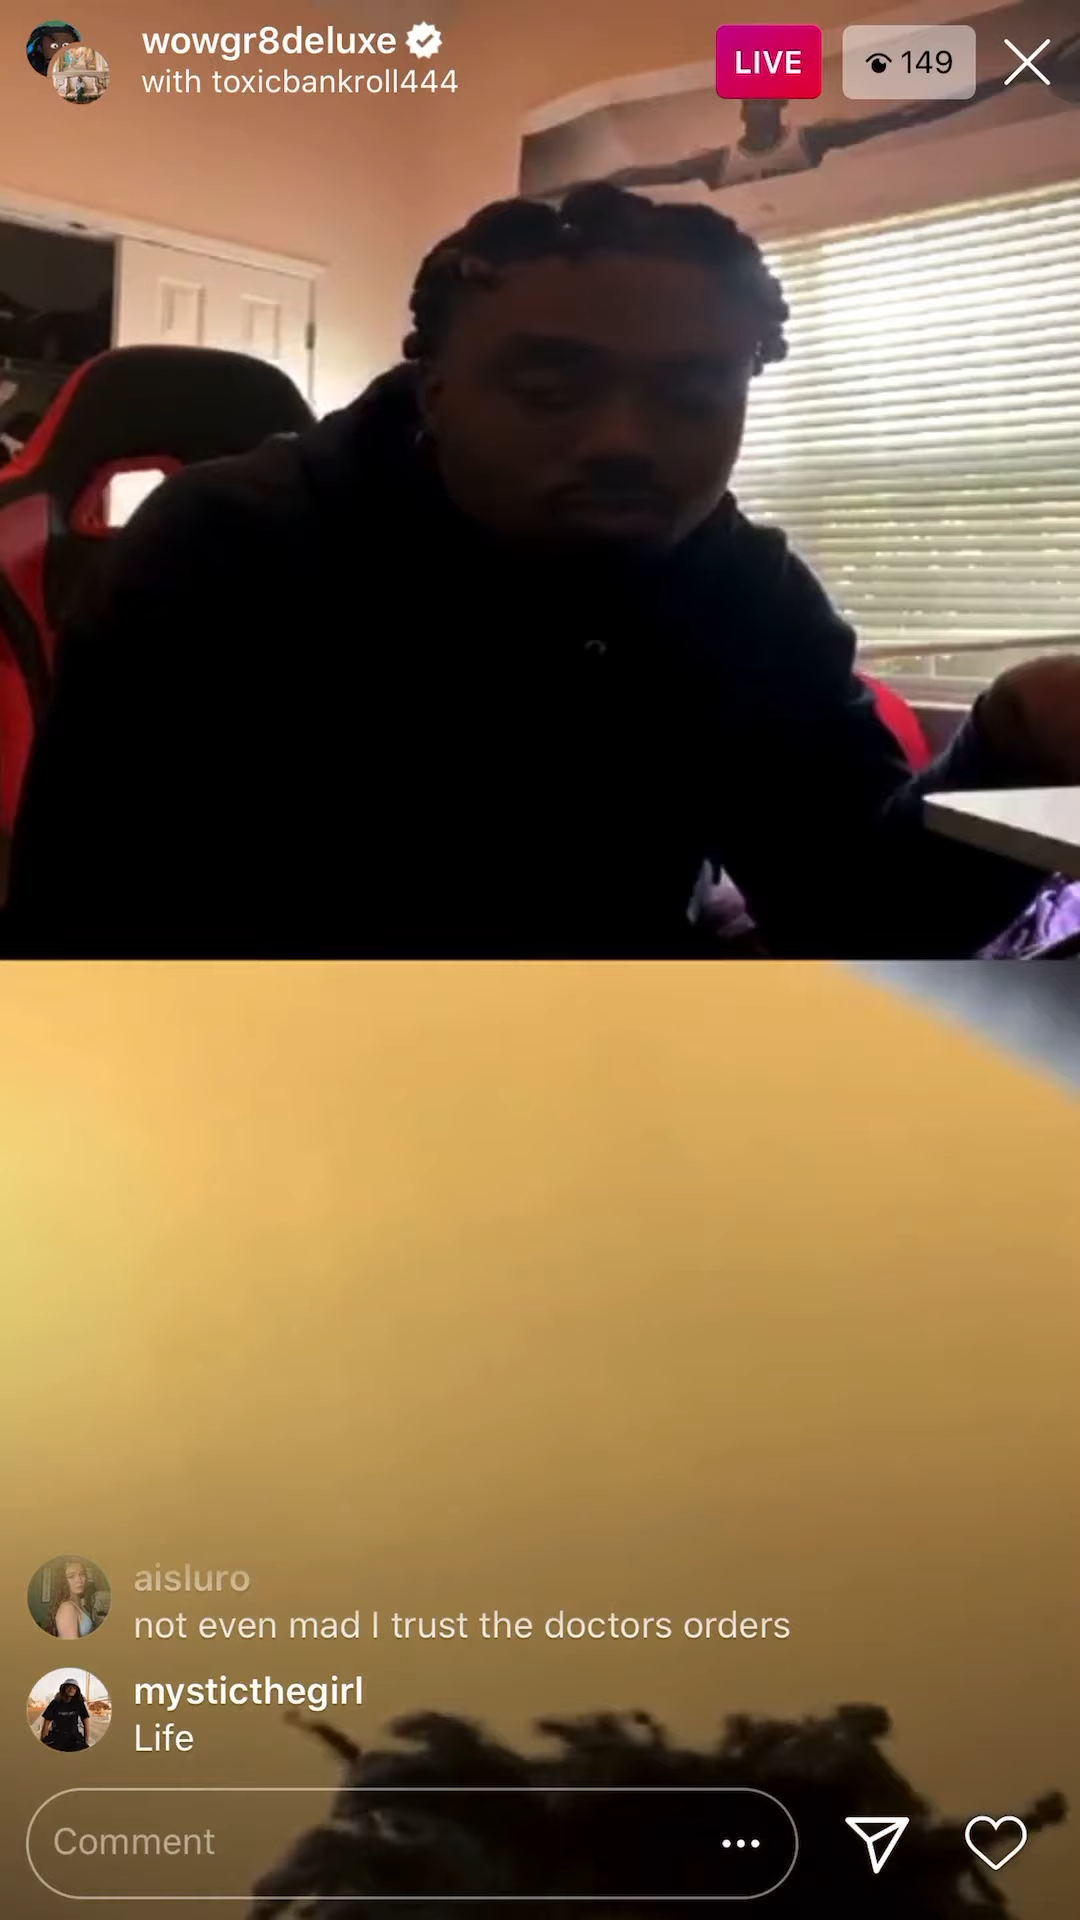 wowgr8deluxe
with toxicbankroll444
LIVE
149
aisluro
not even mad I trust the doctors orders
mysticthegirl
Life
Comment